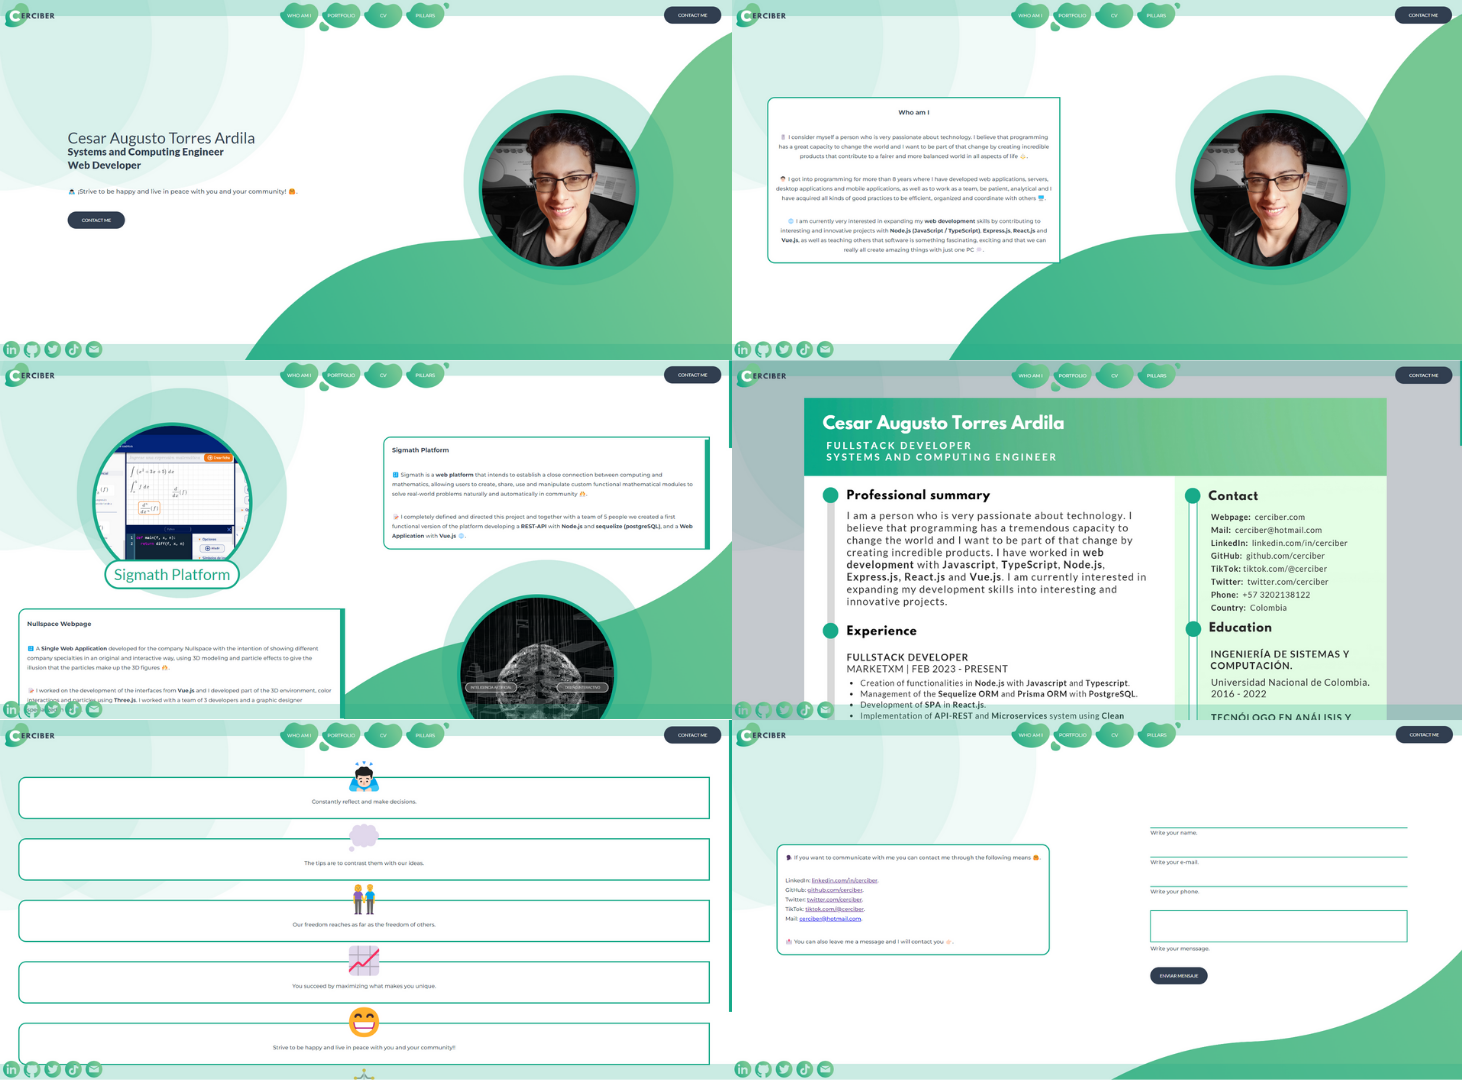 CERCIBER
WHO AM I
PORTFOLIO
CV
PILLARS
CONTACT ME
Cesar Augusto Torres Ardila
Systems and Computing Engineer
Web Developer
¡Strive to be happy and live in peace with you and your community!
CONTACT ME
CERCIBER
WHO AM I
PORTFOLIO
CV
PILLARS
CONTACT ME
Who am I
I consider myself a person who is very passionate about technology. I believe that programming
has a great capacity to change the world and I want to be part of that change by creating incredible
products that contribute to a fairer and more balanced world in all aspects of life
I got into programming for more than 8 years where I have developed web applications, servers,
desktop applications and mobile applications, as well as to work as a team, be patient, analytical and I
have acquired all kinds of good practices to be efficient, organized and coordinate with others
I am currently very interested in expanding my web development skills by contributing to
interesting and innovative projects with Node.js (JavaScript / TypeScript), Express.js, React.js and
Vue.js, as well as teaching others that software is something fascinating, exciting and that we can
really all create amazing things with just one PC
CERCIBER
WHO AM I
PORTFOLIO
CV
PILLARS
CONTACT ME
Sigmath Platform
Sigmath Platform
Sigmath is a web platform that intends to establish a close connection between computing and
mathematics, allowing users to create, share, use and manipulate custom functional mathematical modules to
solve real-world problems naturally and automatically in community
I completely defined and directed this project and together with a team of 5 people we created a first
functional version of the platform developing a REST-API with Node.js and sequelize (postgreSQL), and a Web
Application with Vue.js
Nullspace Webpage
A Single Web Application developed for the company Nullspace with the intention of showing different
company specialties in an original and interactive way, using 3D modeling and particle effects to give the
illusion that the particles make up the 3D figures
I worked on the development of the interfaces from Vue.js and I developed part of the 3D environment, color
interactions and particles using Three.js. I worked with a team of 3 developers and a graphic designer
CERCIBER
WHO AM I
PORTFOLIO
CV
PILLARS
CONTACT ME
Cesar Augusto Torres Ardila
FULLSTACK DEVELOPER
SYSTEMS AND COMPUTING ENGINEER
Professional summary
I am a person who is very passionate about technology. I
believe that programming has a tremendous capacity to
change the world and I want to be part of that change by
creating incredible products. I have worked in web
development with Javascript, TypeScript, Node.js,
Express.js, React.js and Vue.js. I am currently interested in
expanding my development skills into interesting and
innovative projects.
Experience
FULLSTACK DEVELOPER
MARKETXM | FEB 2023 - PRESENT
• Creation of functionalities in Node.js with Javascript and Typescript.
• Management of the Sequelize ORM and Prisma ORM with PostgreSQL.
• Development of SPA in React.js.
• Implementation of API-REST and Microservices system using Clean
Contact
Webpage: cerciber.com
Mail: cerciber@hotmail.com
LinkedIn: linkedin.com/in/cerciber
GitHub: github.com/cerciber
TikTok: tiktok.com/@cerciber
Twitter: twitter.com/cerciber
Phone: +57 3202138122
Country: Colombia
Education
INGENIERÍA DE SISTEMAS Y
COMPUTACIÓN.
Universidad Nacional de Colombia.
2016 - 2022
TECNÓLOGO EN ANÁLISIS Y
CERCIBER
WHO AM I
PORTFOLIO
CV
PILLARS
CONTACT ME
Constantly reflect and make decisions.
The tips are to contrast them with our ideas.
Our freedom reaches as far as the freedom of others.
You succeed by maximizing what makes you unique.
Strive to be happy and live in peace with you and your community!!
CERCIBER
WHO AM I
PORTFOLIO
CV
PILLARS
CONTACT ME
If you want to communicate with me you can contact me through the following means
LinkedIn: linkedin.com/in/cerciber.
GitHub: github.com/cerciber.
Twitter: twitter.com/cerciber.
TikTok: tiktok.com/@cerciber.
Mail: cerciber@hotmail.com.
You can also leave me a message and I will contact you
Write your name.
Write your e-mail.
Write your phone.
Write your menssage.
ENVIAR MENSAJE